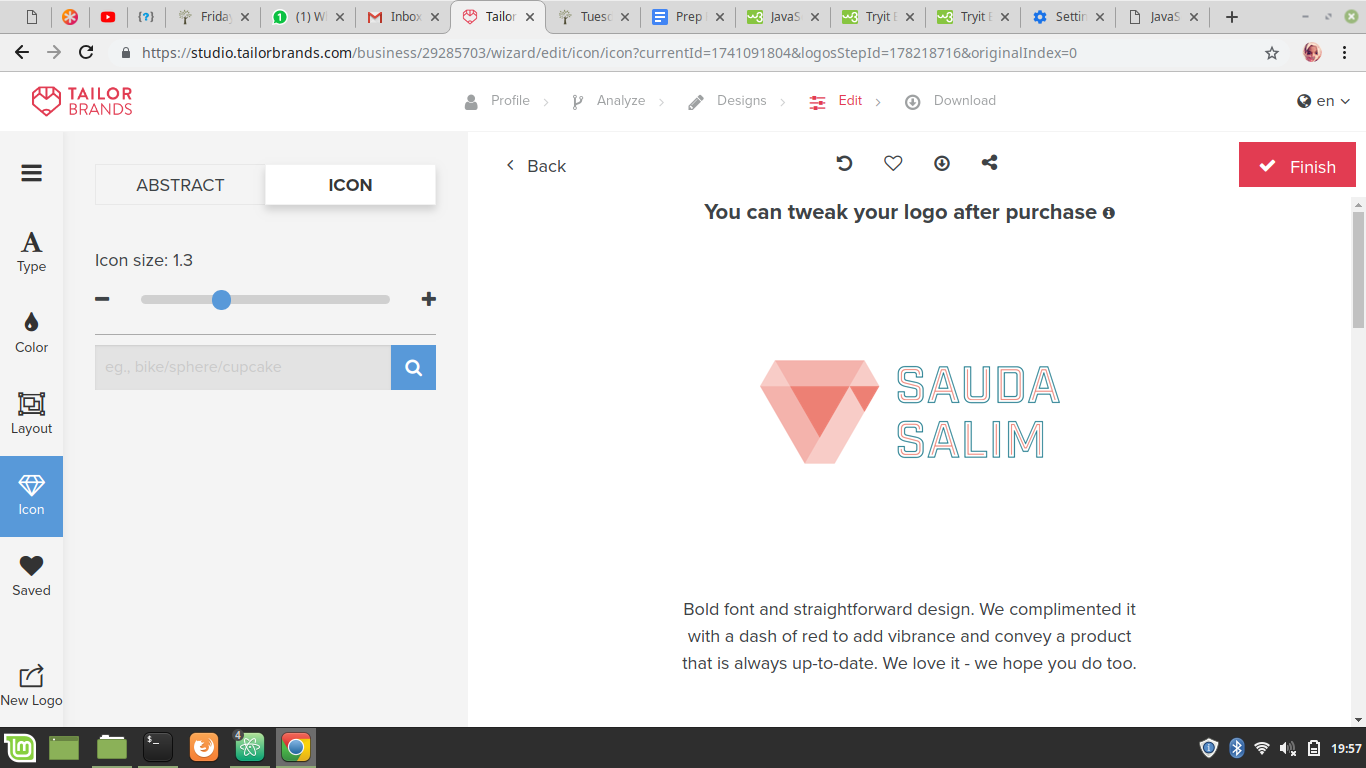 Friday
(1) W
Inbox
Tailor
Tuesd
Prep
JavaS
Tryit E
Tryit E
Settin
JavaS
https://studio.tailorbrands.com/business/29285703/wizard/edit/icon/icon?currentId=1741091804&logosStepId=178218716&originalIndex=0
TAILOR
BRANDS
Profile
Analyze
Designs
Edit
Download
en
ABSTRACT
ICON
Back
Finish
You can tweak your logo after purchase
Type
Icon size: 1.3
Color
eg., bike/sphere/cupcake
Layout
SAUDA
SALIM
Icon
Saved
Bold font and straightforward design. We complimented it
with a dash of red to add vibrance and convey a product
that is always up-to-date. We love it - we hope you do too.
New Logo
4
19:57